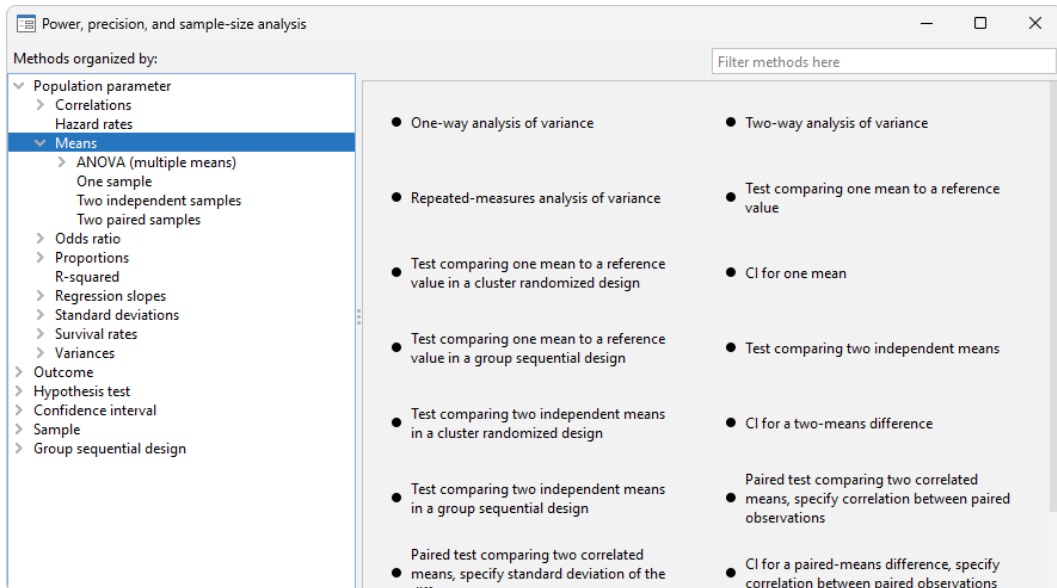 Power, precision, and sample-size analysis
Methods organized by:
Filter methods here
Population parameter
Correlations
Hazard rates
Means
ANOVA (multiple means)
One sample
Two independent samples
Two paired samples
Odds ratio
Proportions
R-squared
Regression slopes
Standard deviations
Survival rates
Variances
Outcome
Hypothesis test
Confidence interval
Sample
Group sequential design
One-way analysis of variance
Two-way analysis of variance
Repeated-measures analysis of variance
Test comparing one mean to a reference
value
Test comparing one mean to a reference
value in a cluster randomized design
CI for one mean
Test comparing one mean to a reference
value in a group sequential design
Test comparing two independent means
Test comparing two independent means
in a cluster randomized design
CI for a two-means difference
Test comparing two independent means
in a group sequential design
Paired test comparing two correlated
means, specify correlation between paired
observations
Paired test comparing two correlated
means, specify standard deviation of the
CI for a paired-means difference, specify
correlation between paired observations